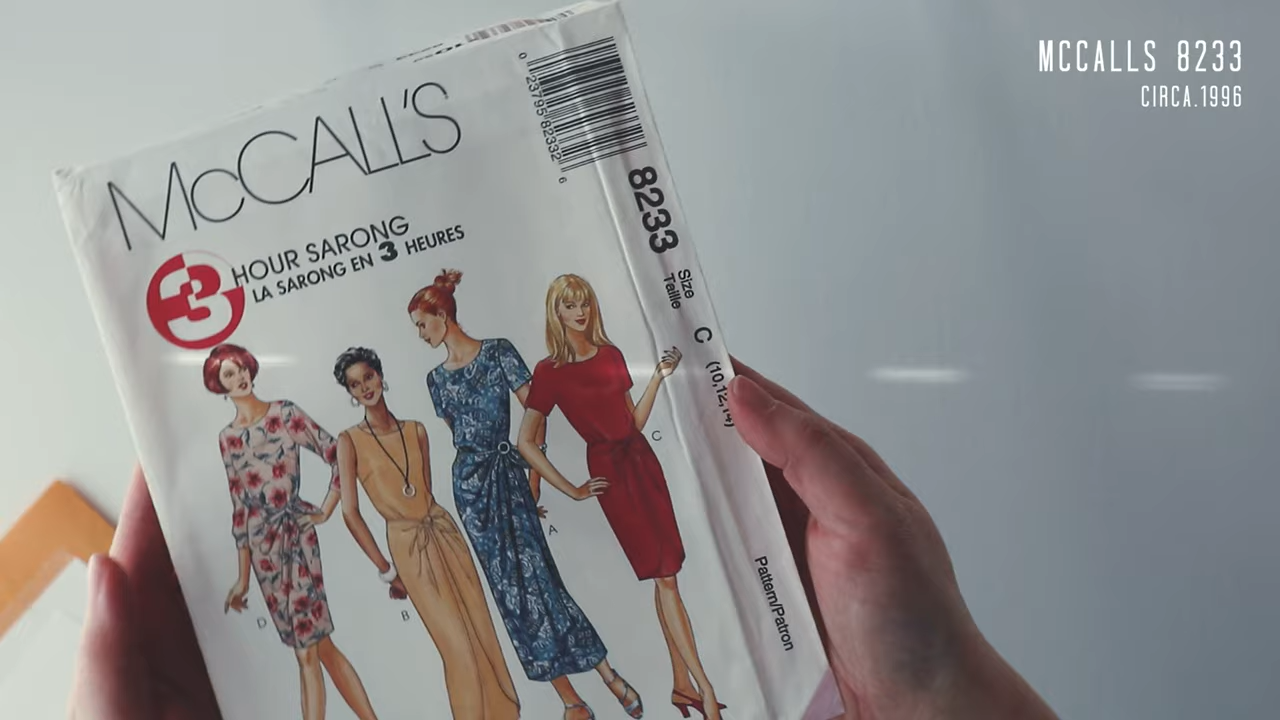 MCCALLS 8233
CIRCA.1996
McCALL'S
3 HOUR SARONG
LA SARONG EN 3 HEURES
0 23795 82332 6
8233
Size
Taille
C (10,12,14)
Pattern/Patron
A
B
C
D